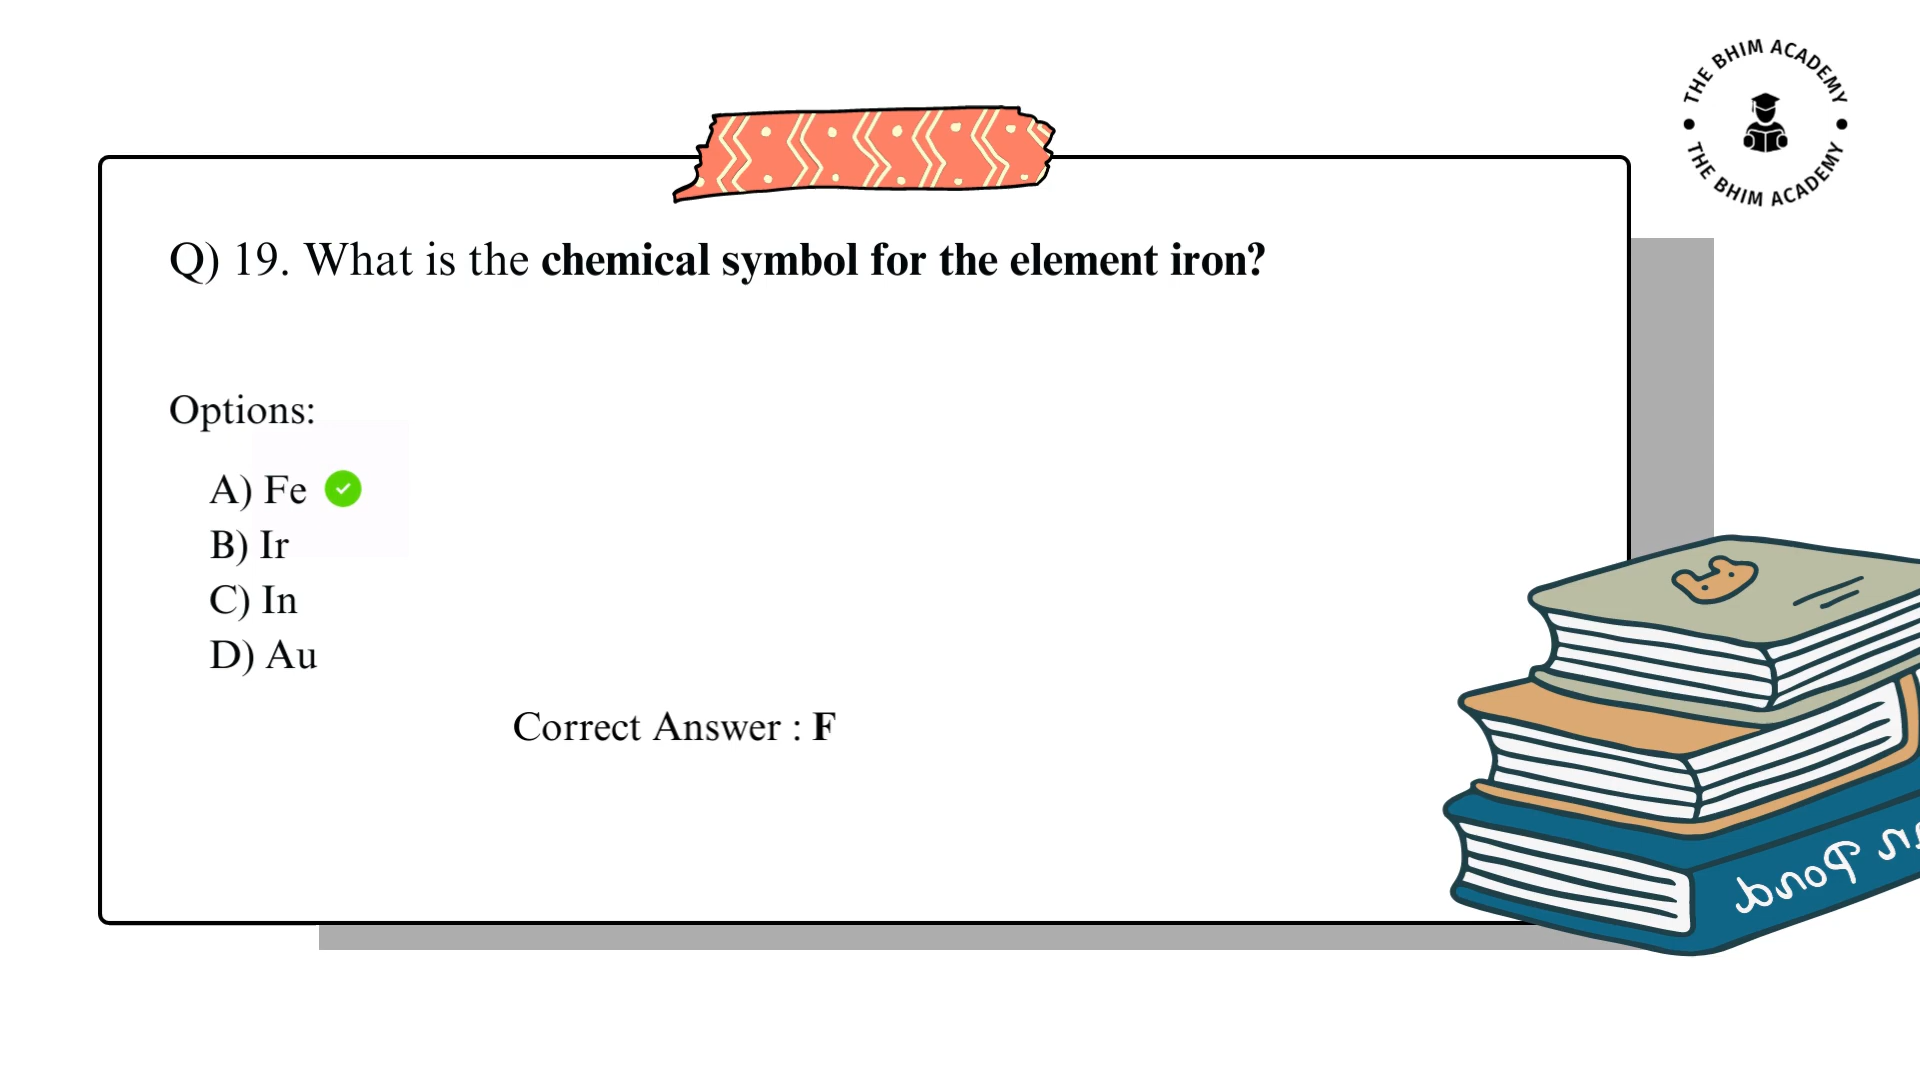 THE BHIM ACADEMY
THE BHIM ACADEMY
Q) 19. What is the chemical symbol for the element iron?
Options:
A) Fe
B) Ir
C) In
D) Au
Correct Answer : F
Pond